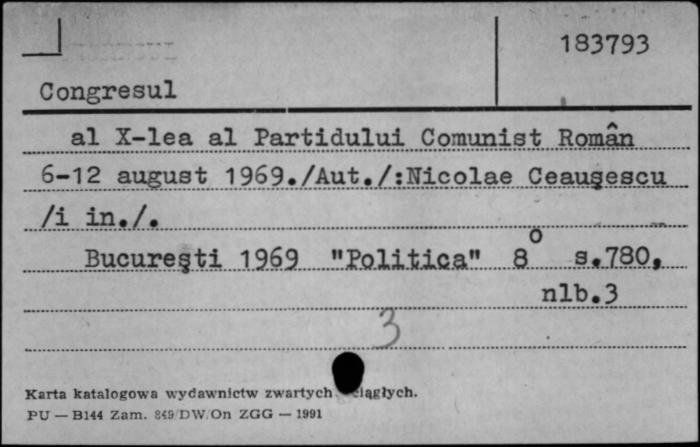 183793
Congresul
al X-lea al Partidului Comunist Român
6-12 august 1969./Aut./:Nicolae Ceauşescu
/i in./.
Bucureşti 1969 "Politica" 8° s.780,
nlb.3
3
Karta katalogowa wydawnictw zwartych ciągłych.
PU — B144 Zam. 849/DW/On ZGG — 1991